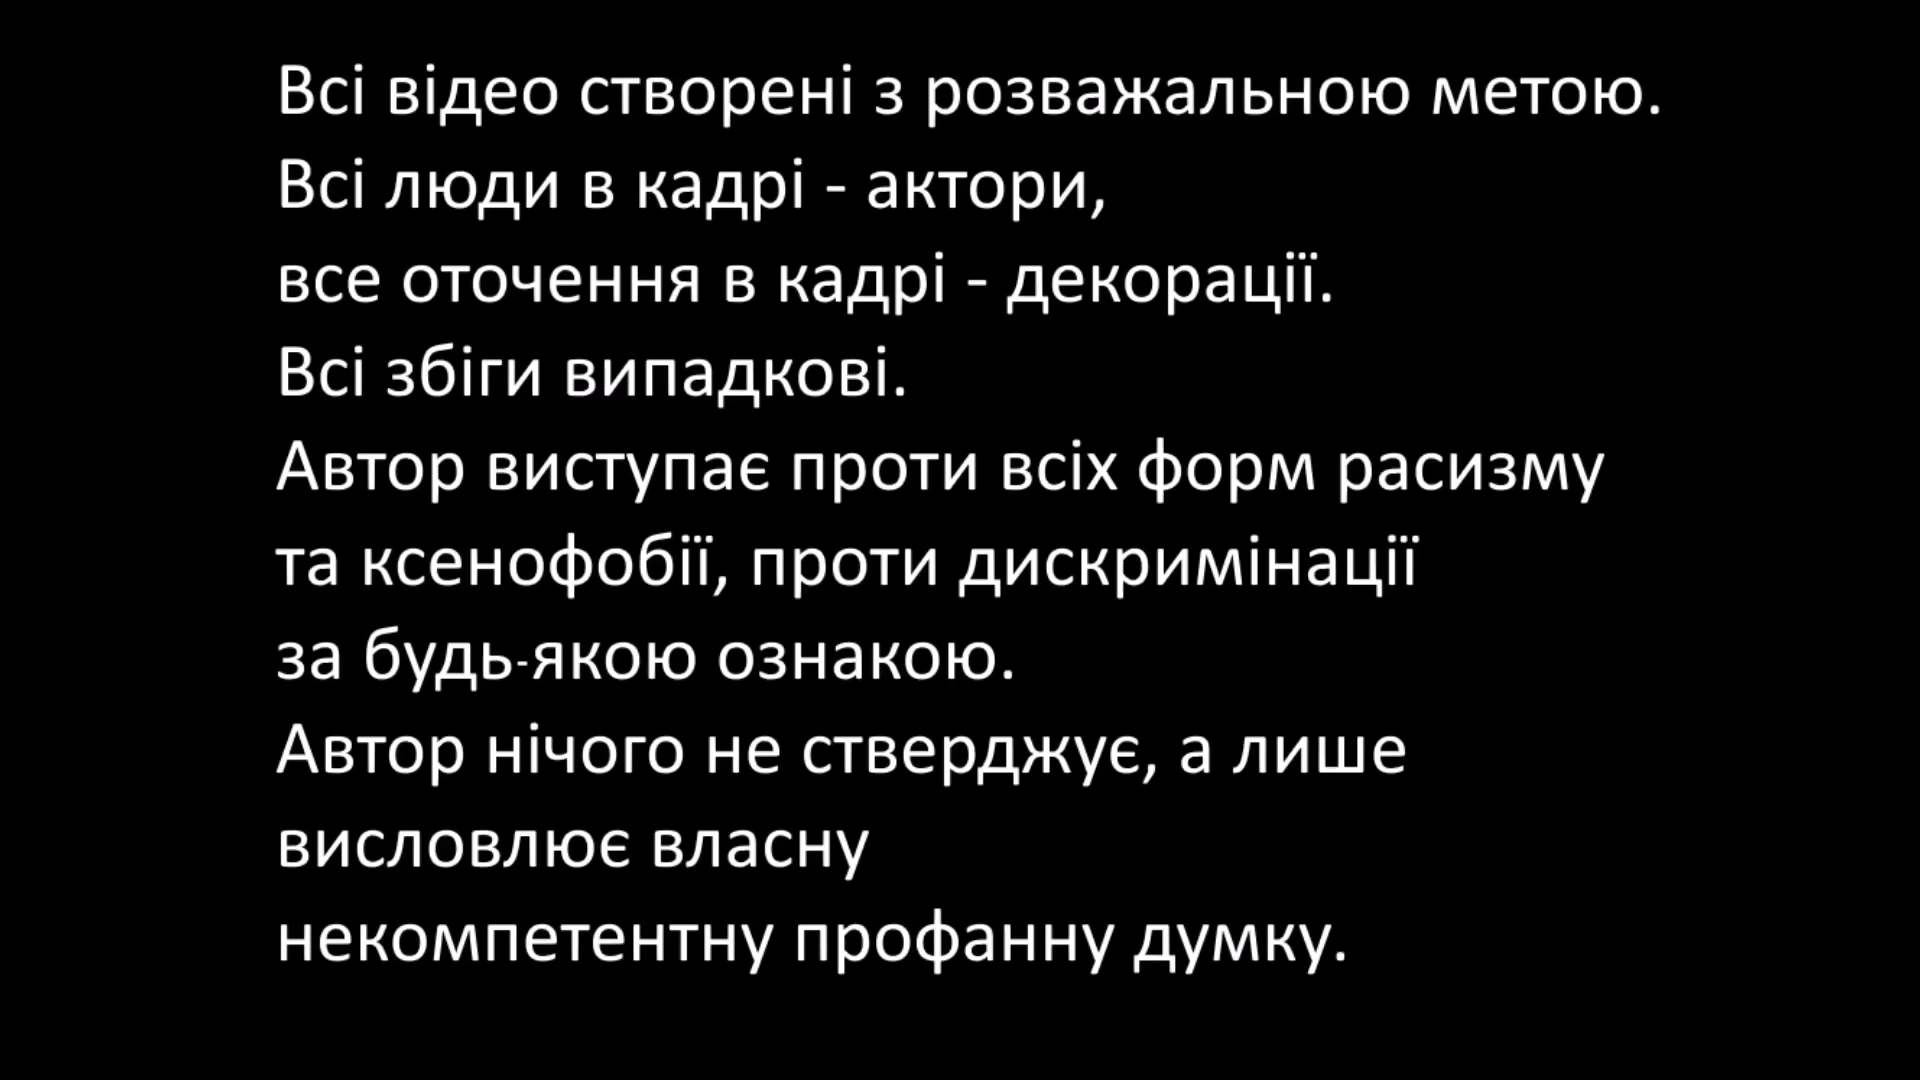 Всі відео створені з розважальною метою.
Всі люди в кадрі - актори,
все оточення в кадрі - декорації.
Всі збіги випадкові.
Автор виступає проти всіх форм расизму
та ксенофобії, проти дискримінації
за будь-якою ознакою.
Автор нічого не стверджує, а лише
висловлює власну
некомпетентну профанну думку.